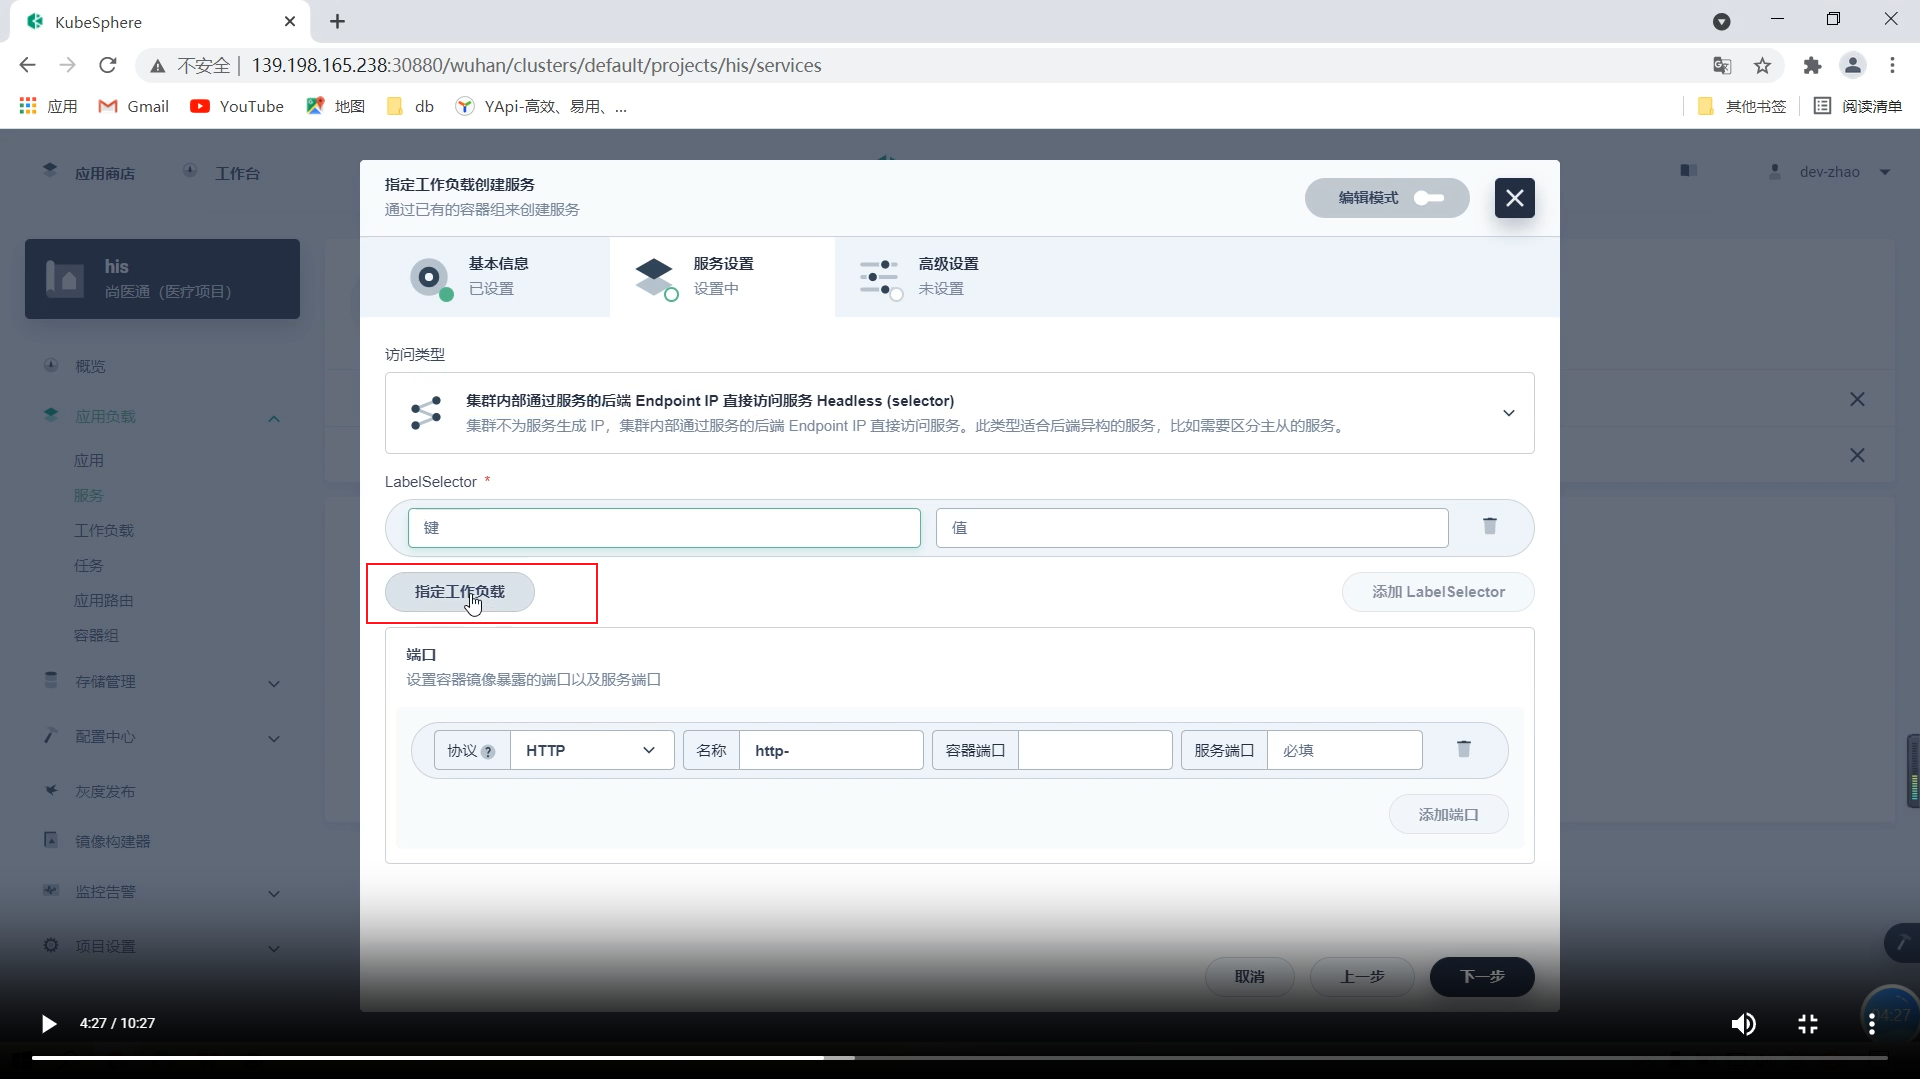 KubeSphere
不安全 139.198.165.238:30880/wuhan/clusters/default/projects/his/services
应用 Gmail YouTube 地图 db YApi-高效、易用、... 其他书签 阅读清单
应用商店 工作台 dev-zhao
指定工作负载创建服务
通过已有的容器组来创建服务
编辑模式
his
尚医通（医疗项目）
概览
应用负载
应用
服务
工作负载
任务
应用路由
容器组
存储管理
配置中心
灰度发布
镜像构建器
监控告警
项目设置
基本信息
已设置
服务设置
设置中
高级设置
未设置
访问类型
集群内部通过服务的后端 Endpoint IP 直接访问服务 Headless (selector)
集群不为服务生成 IP，集群内部通过服务的后端 Endpoint IP 直接访问服务。此类型适合后端异构的服务，比如需要区分主从的服务。
LabelSelector *
键 值
指定工作负载 添加 LabelSelector
端口
设置容器镜像暴露的端口以及服务端口
协议 ? HTTP 名称 http- 容器端口 服务端口 必填
添加端口
取消 上一步 下一步
4:27 / 10:27
04:27